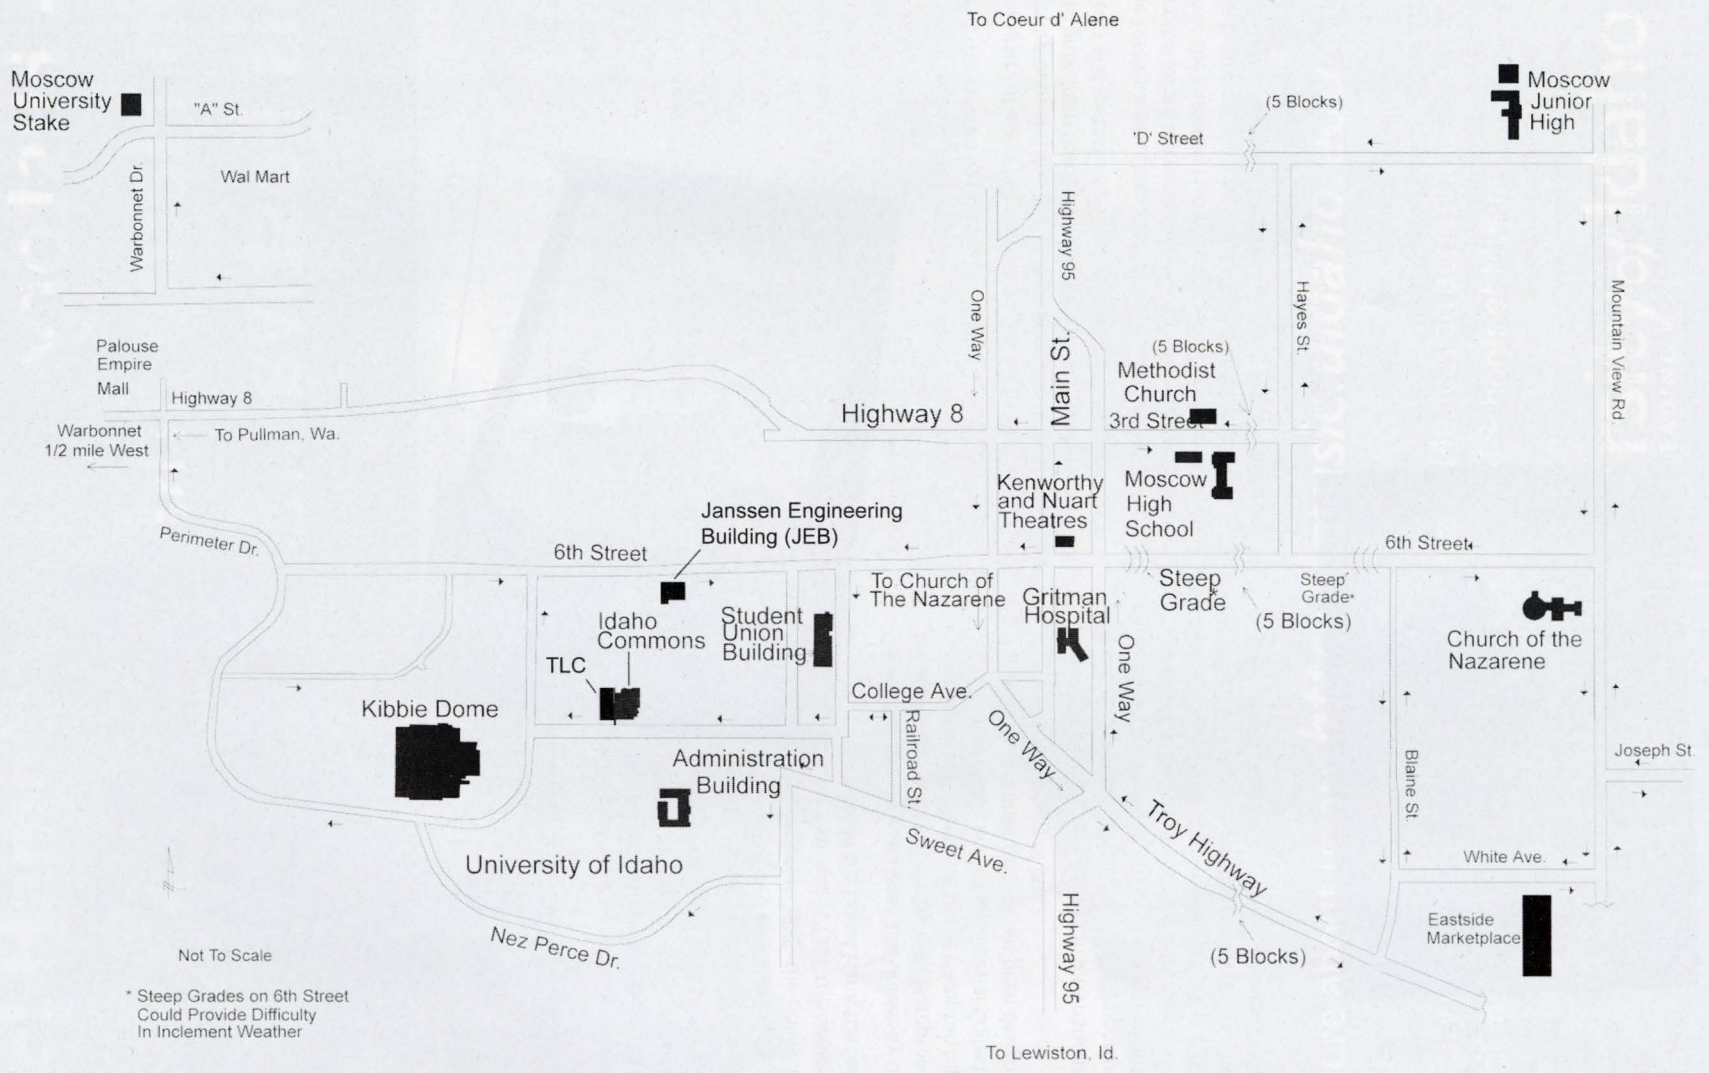 To Coeur d' Alene
Moscow
University
Stake
"A" St.
Warbonnet Dr.
Wal Mart
(5 Blocks)
'D' Street
Moscow
Junior
High
Highway 95
One Way
Main St.
Hayes St.
Mountain View Rd.
Palouse
Empire
Mall
Highway 8
Warbonnet
1/2 mile West
To Pullman, Wa.
Highway 8
(5 Blocks)
Methodist
Church
3rd Street
Kenworthy
and Nuart
Theatres
Moscow
High
School
Perimeter Dr.
6th Street
Janssen Engineering
Building (JEB)
6th Street
Steep
Grade*
(5 Blocks)
Steep
Grade*
To Church of
The Nazarene
Gritman
Hospital
Church of the
Nazarene
Idaho
Commons
TLC
Student
Union
Building
One Way
College Ave.
Kibbie Dome
Administration
Building
Railroad St.
One Way
Joseph St.
Blaine St.
Troy Highway
Sweet Ave.
White Ave.
University of Idaho
Nez Perce Dr.
Highway 95
(5 Blocks)
Eastside
Marketplace
Not To Scale
* Steep Grades on 6th Street
Could Provide Difficulty
In Inclement Weather
To Lewiston, Id.